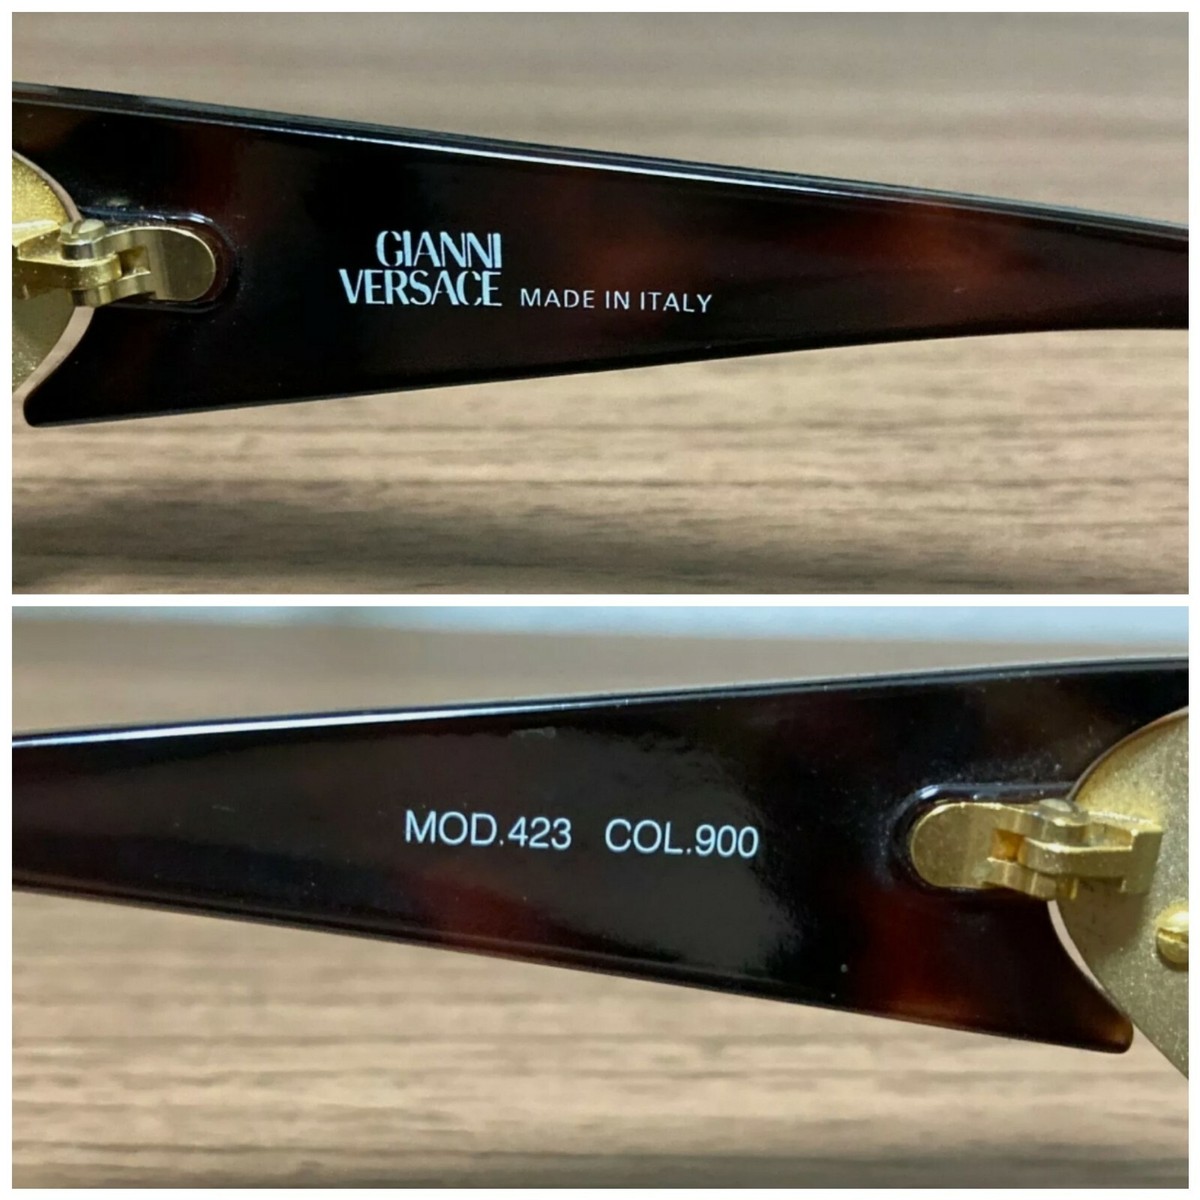 GIANNI
VERSACE MADE IN ITALY
MOD.423 COL.900